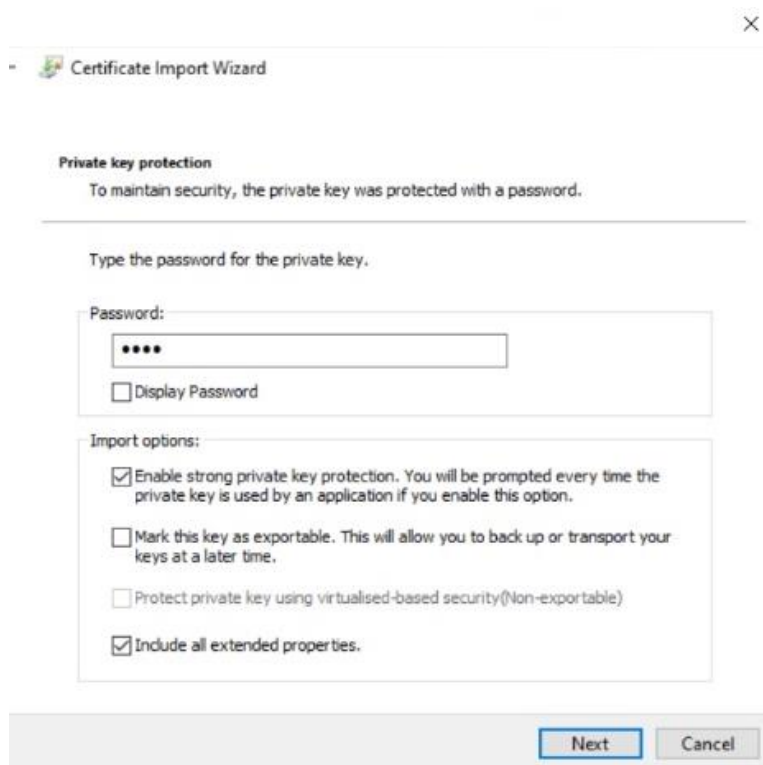 Certificate Import Wizard
Private key protection
To maintain security, the private key was protected with a password.
Type the password for the private key.
Password:
••••
Display Password
Import options:
Enable strong private key protection. You will be prompted every time the
private key is used by an application if you enable this option.
Mark this key as exportable. This will allow you to back up or transport your
keys at a later time.
Protect private key using virtualised-based security(Non-exportable)
Include all extended properties.
Next Cancel